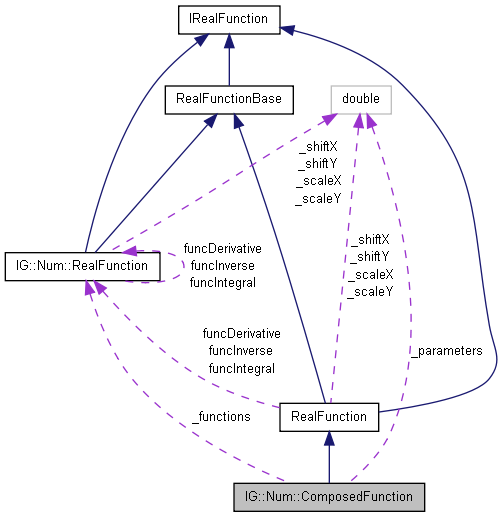 IRealFunction
RealFunctionBase
double
_shiftX
_shiftY
_scaleX
_scaleY
funcDerivative
funcInverse
funcIntegral
IG::Num::RealFunction
_shiftX
_shiftY
_scaleX
_scaleY
funcDerivative
funcInverse
funcIntegral
_parameters
_functions
RealFunction
IG::Num::ComposedFunction